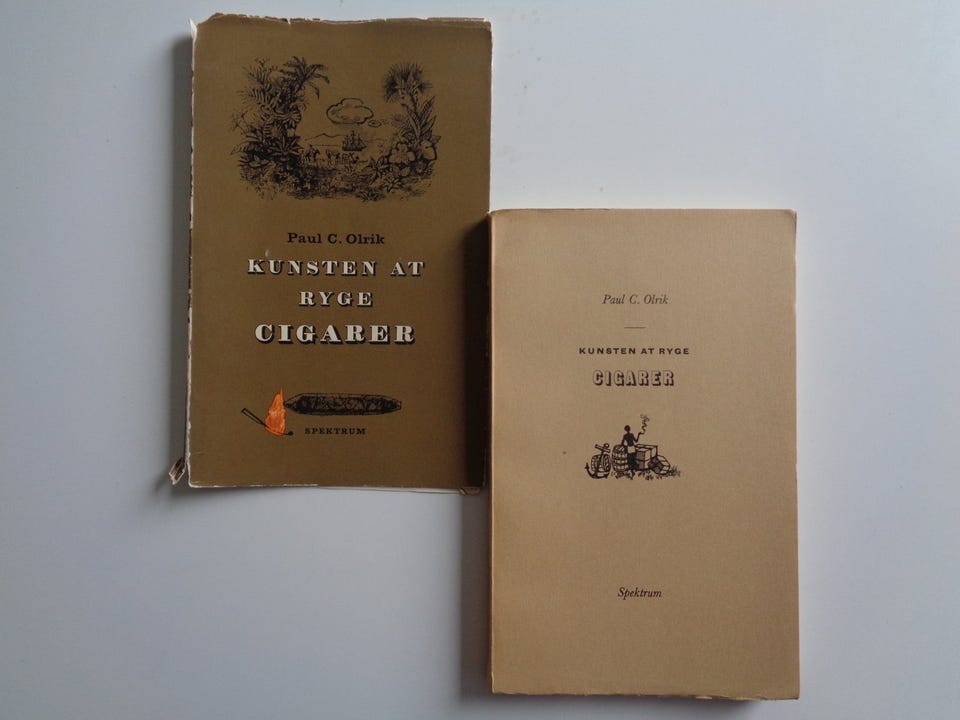 Paul C. Olrik
KUNSTEN AT
RYGE
CIGARER
SPEKTRUM
Paul C. Olrik
KUNSTEN AT RYGE
CIGARER
Spektrum